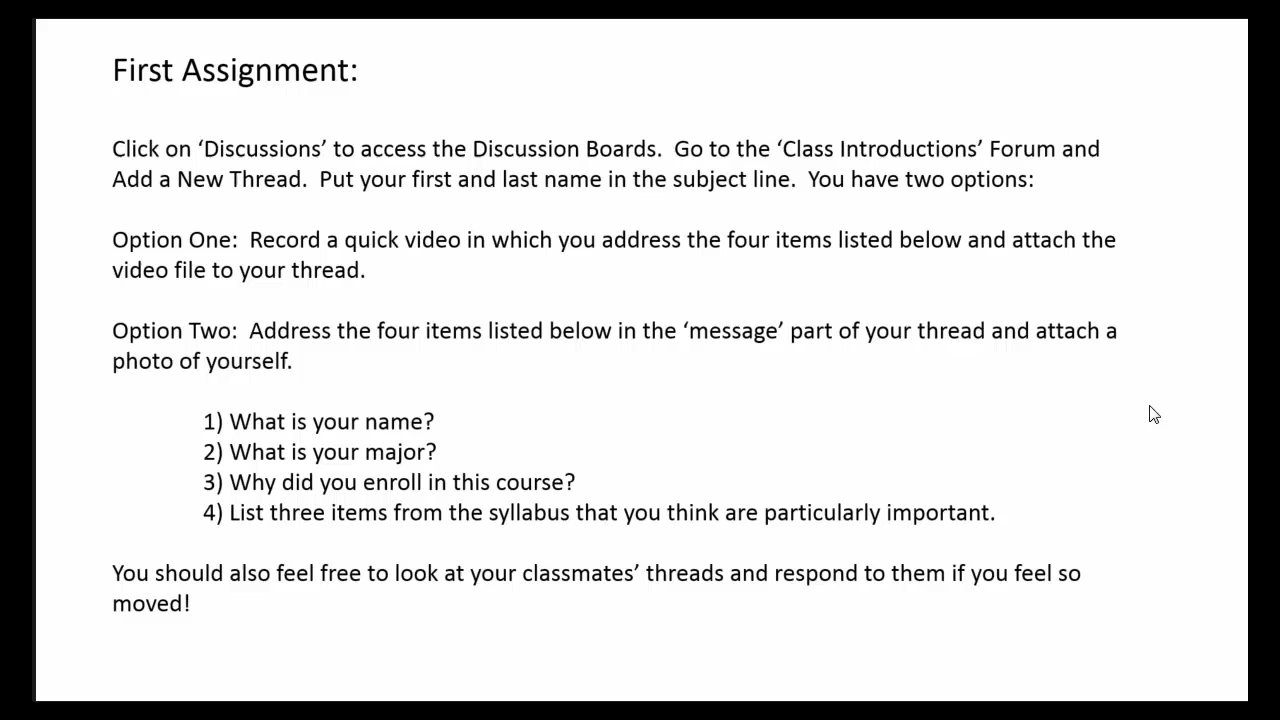 First Assignment:
Click on ‘Discussions’ to access the Discussion Boards.  Go to the ‘Class Introductions’ Forum and
Add a New Thread.  Put your first and last name in the subject line.  You have two options:
Option One:  Record a quick video in which you address the four items listed below and attach the
video file to your thread.
Option Two:  Address the four items listed below in the ‘message’ part of your thread and attach a
photo of yourself.
1) What is your name?
2) What is your major?
3) Why did you enroll in this course?
4) List three items from the syllabus that you think are particularly important.
You should also feel free to look at your classmates’ threads and respond to them if you feel so
moved!